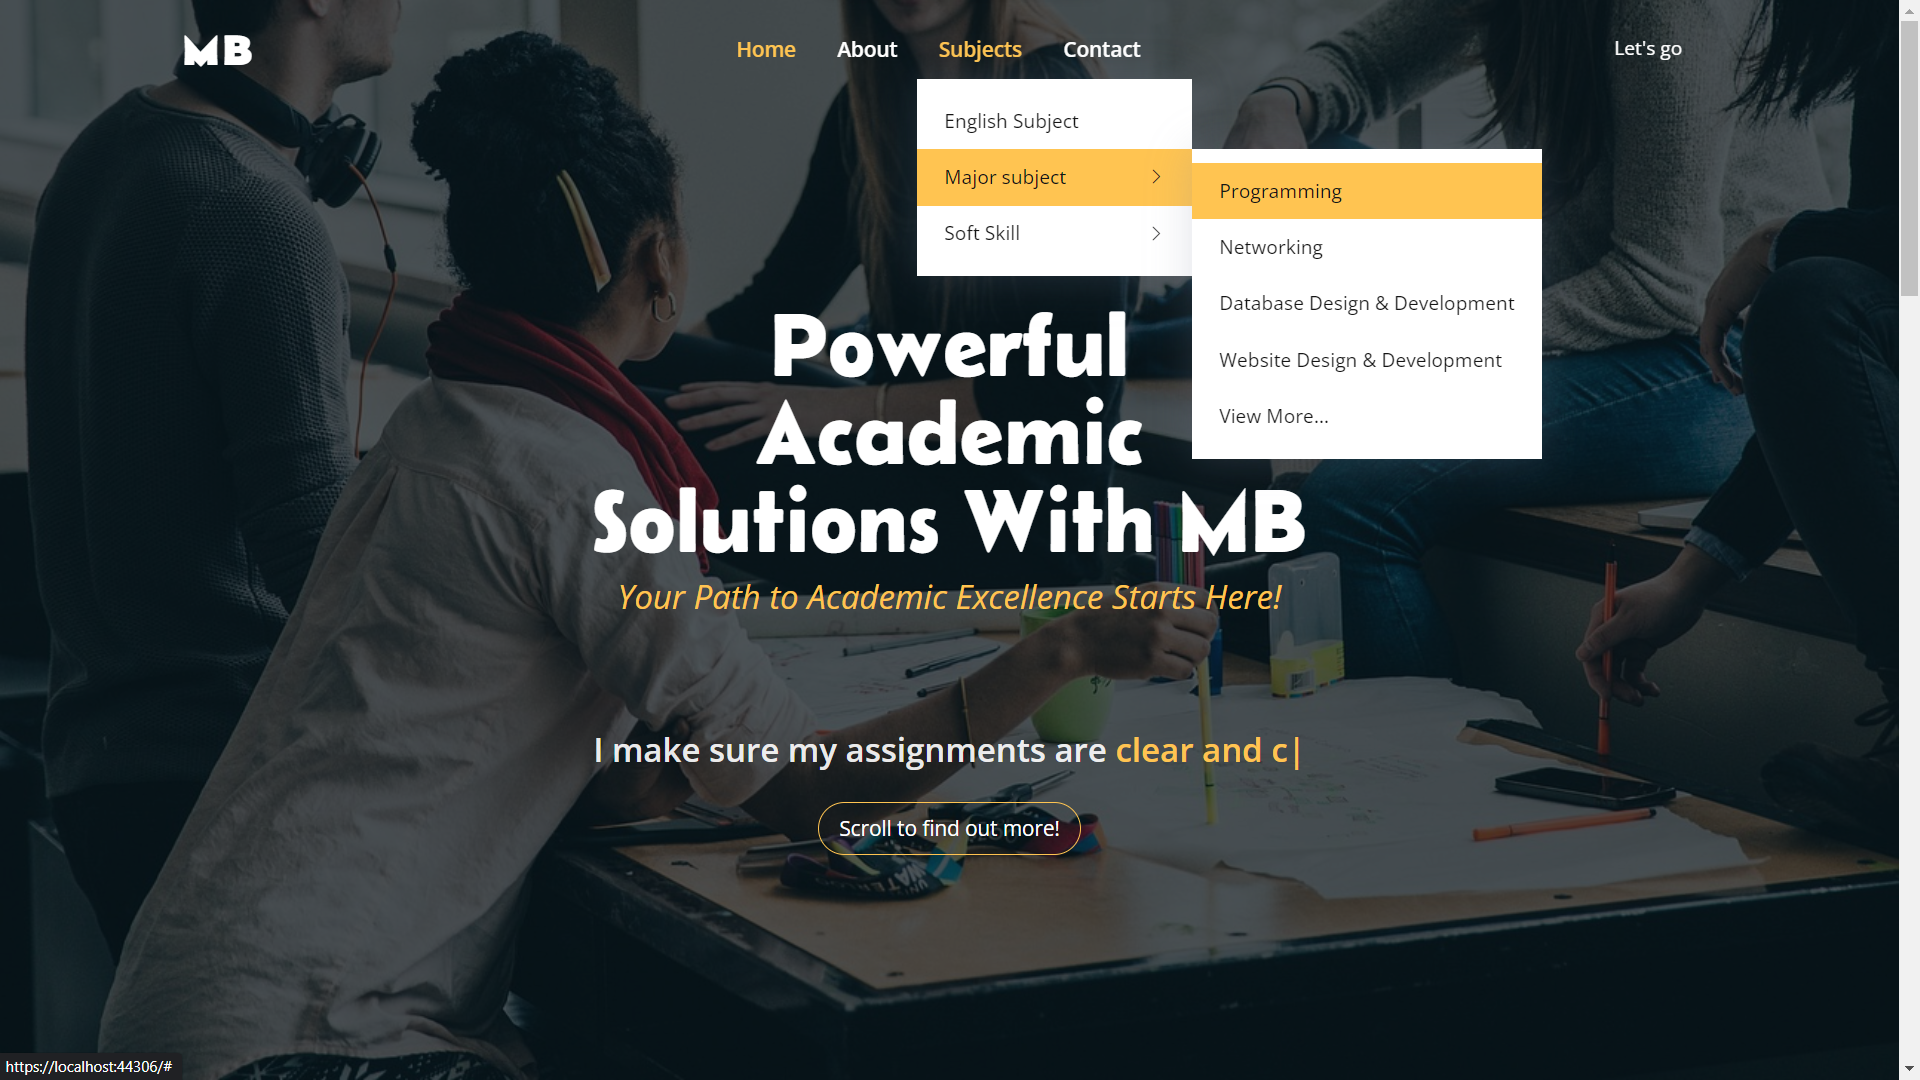 MB
Home
About
Subjects
Contact
Let's go
English Subject
Major subject
Soft Skill
Programming
Networking
Database Design & Development
Website Design & Development
View More...
Powerful
Academic
Solutions With MB
Your Path to Academic Excellence Starts Here!
I make sure my assignments are clear and c|
Scroll to find out more!
https://localhost:44306/#